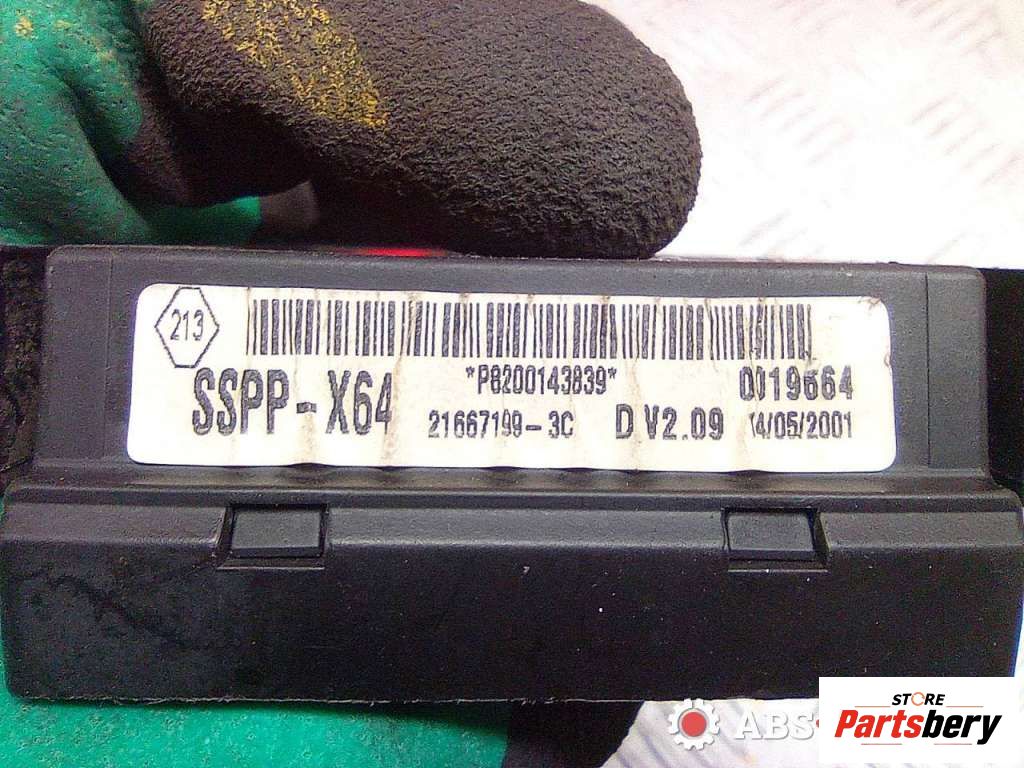 213
*P8200143839*
0019664
SSPP-X64
21667199-3C
D V2.09
14/05/2001
ABS
STORE
Partsbery